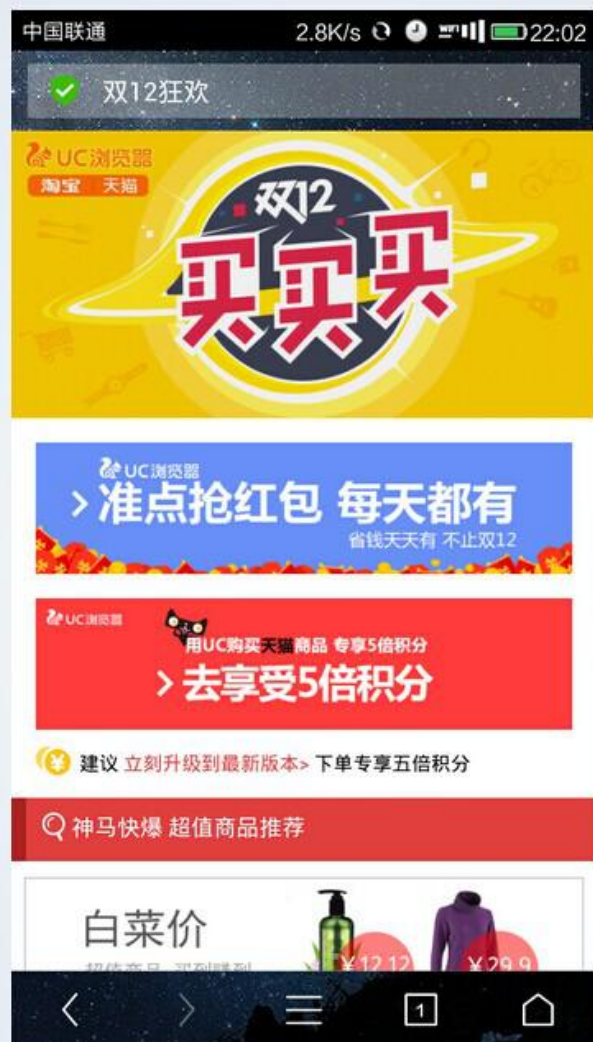 中国联通 2.8K/s 22:02
双12狂欢
UC浏览器
淘宝 天猫
双12
买买买
UC浏览器
准点抢红包 每天都有
省钱天天有 不止双12
UC浏览器
用UC购买天猫商品 专享5倍积分
去享受5倍积分
建议 立刻升级到最新版本> 下单专享五倍积分
神马快爆 超值商品推荐
白菜价
¥12.12
¥29.9
1